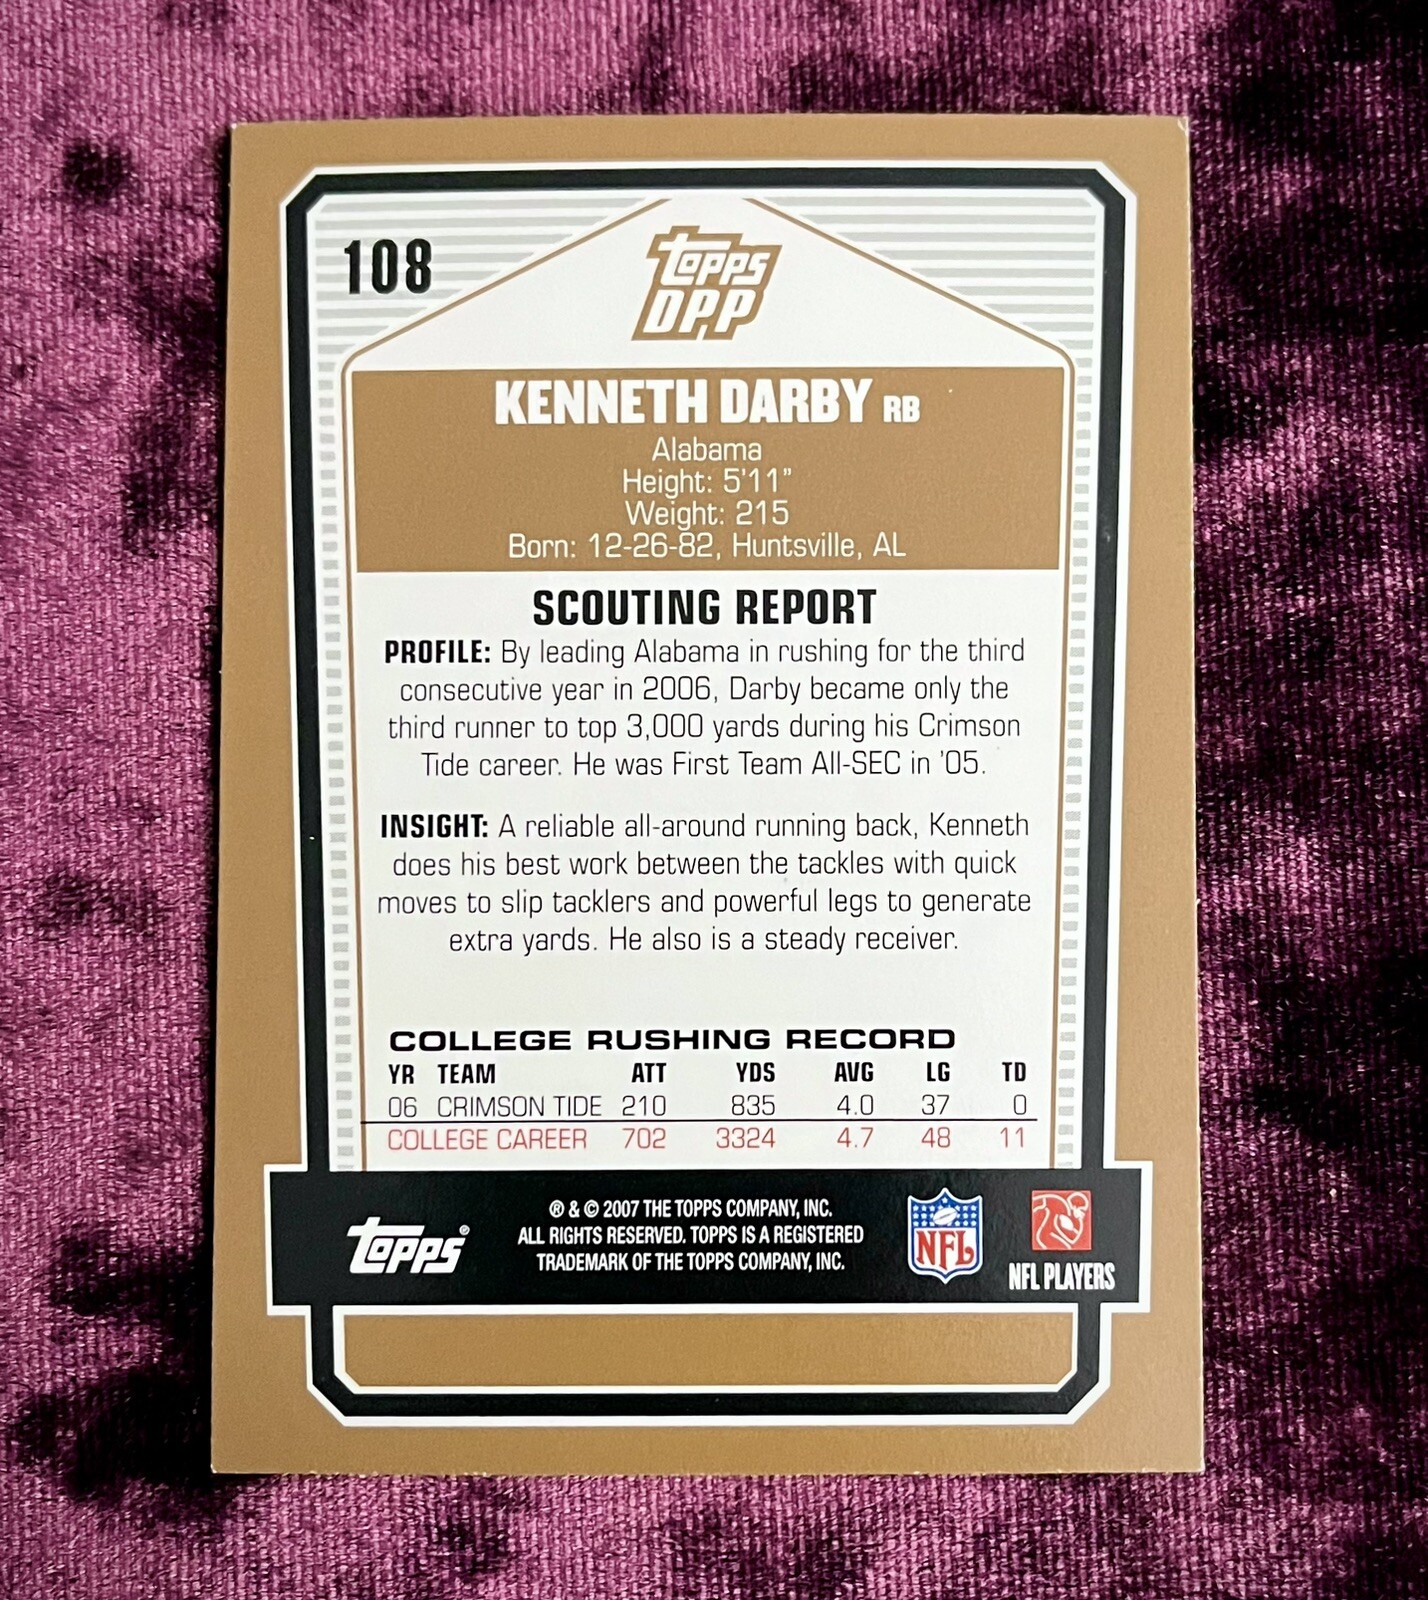 108
topps
DPP
KENNETH DARBY RB
Alabama
Height: 5'11"
Weight: 215
Born: 12-26-82, Huntsville, AL
SCOUTING REPORT
PROFILE: By leading Alabama in rushing for the third
consecutive year in 2006, Darby became only the
third runner to top 3,000 yards during his Crimson
Tide career. He was First Team All-SEC in '05.
INSIGHT: A reliable all-around running back, Kenneth
does his best work between the tackles with quick
moves to slip tacklers and powerful legs to generate
extra yards. He also is a steady receiver.
COLLEGE RUSHING RECORD
YR TEAM ATT YDS AVG LG TD
06 CRIMSON TIDE 210 835 4.0 37 0
COLLEGE CAREER 702 3324 4.7 48 11
topps®
® & © 2007 THE TOPPS COMPANY, INC.
ALL RIGHTS RESERVED. TOPPS IS A REGISTERED
TRADEMARK OF THE TOPPS COMPANY, INC.
NFL
NFL PLAYERS